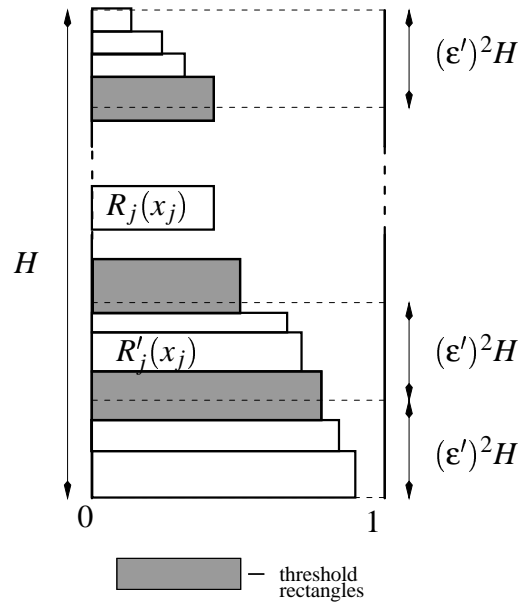 (ε′)²H
R_j(x_j)
H
R′_j(x_j)
(ε′)²H
(ε′)²H
0
1
threshold
rectangles